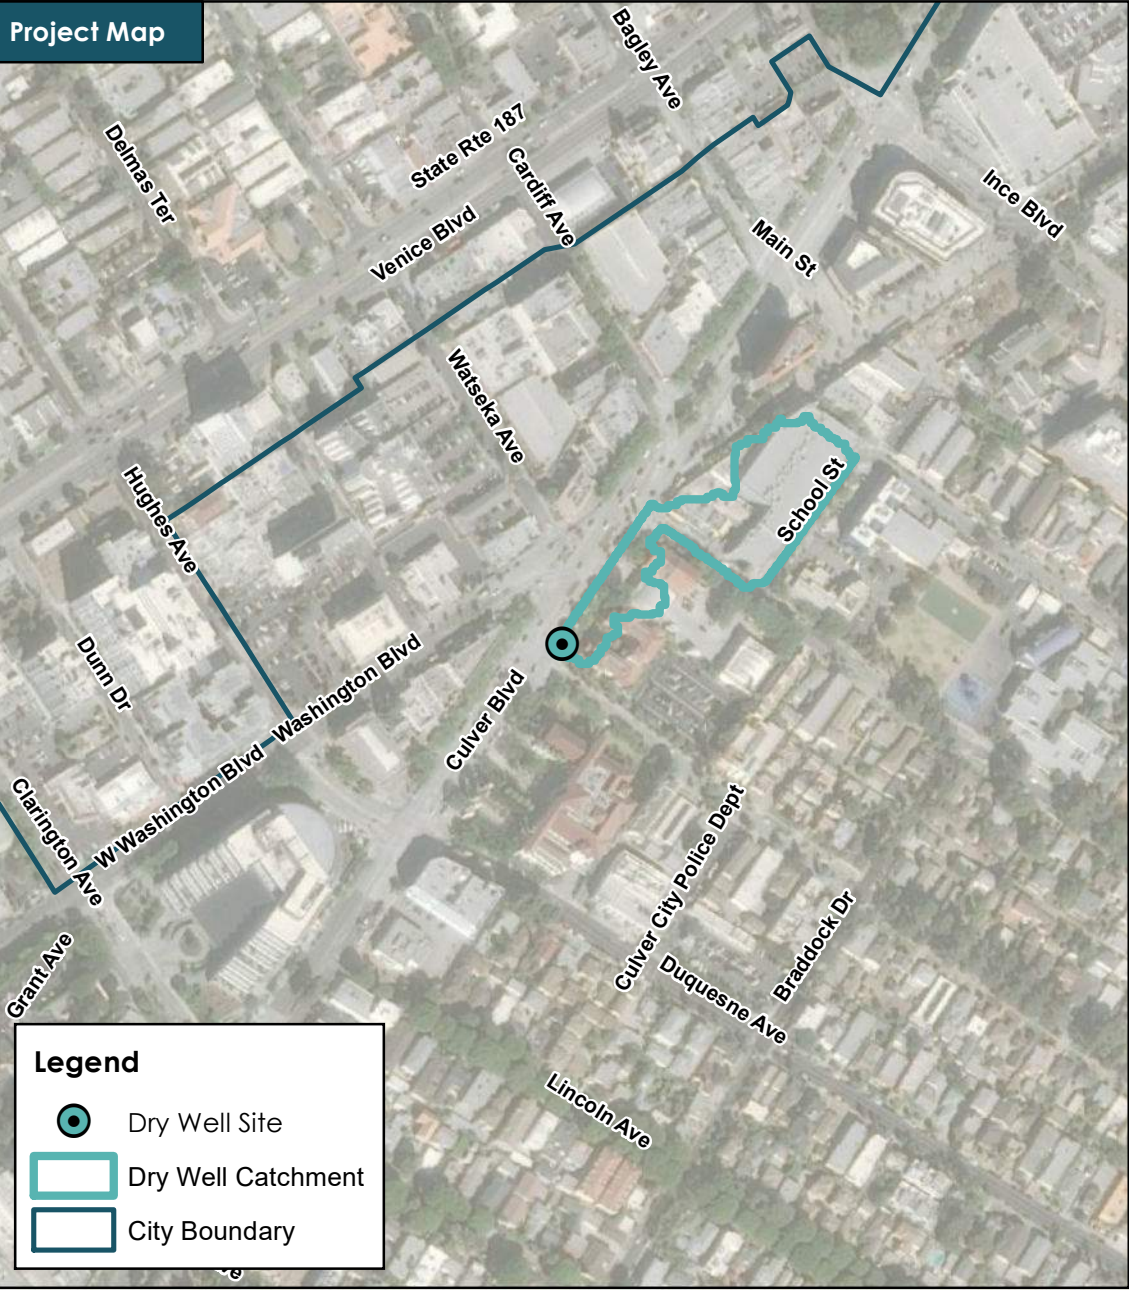 Project Map
Bagley Ave
State Rte 187
Delmas Ter
Cardiff Ave
Ince Blvd
Venice Blvd
Main St
Watseka Ave
School St
Hughes Ave
Dunn Dr
Washington Blvd
Culver Blvd
W Washington Blvd
Clarington Ave
Culver City Police Dept
Braddock Dr
Grant Ave
Duquesne Ave
Lincoln Ave
Legend
Dry Well Site
Dry Well Catchment
City Boundary